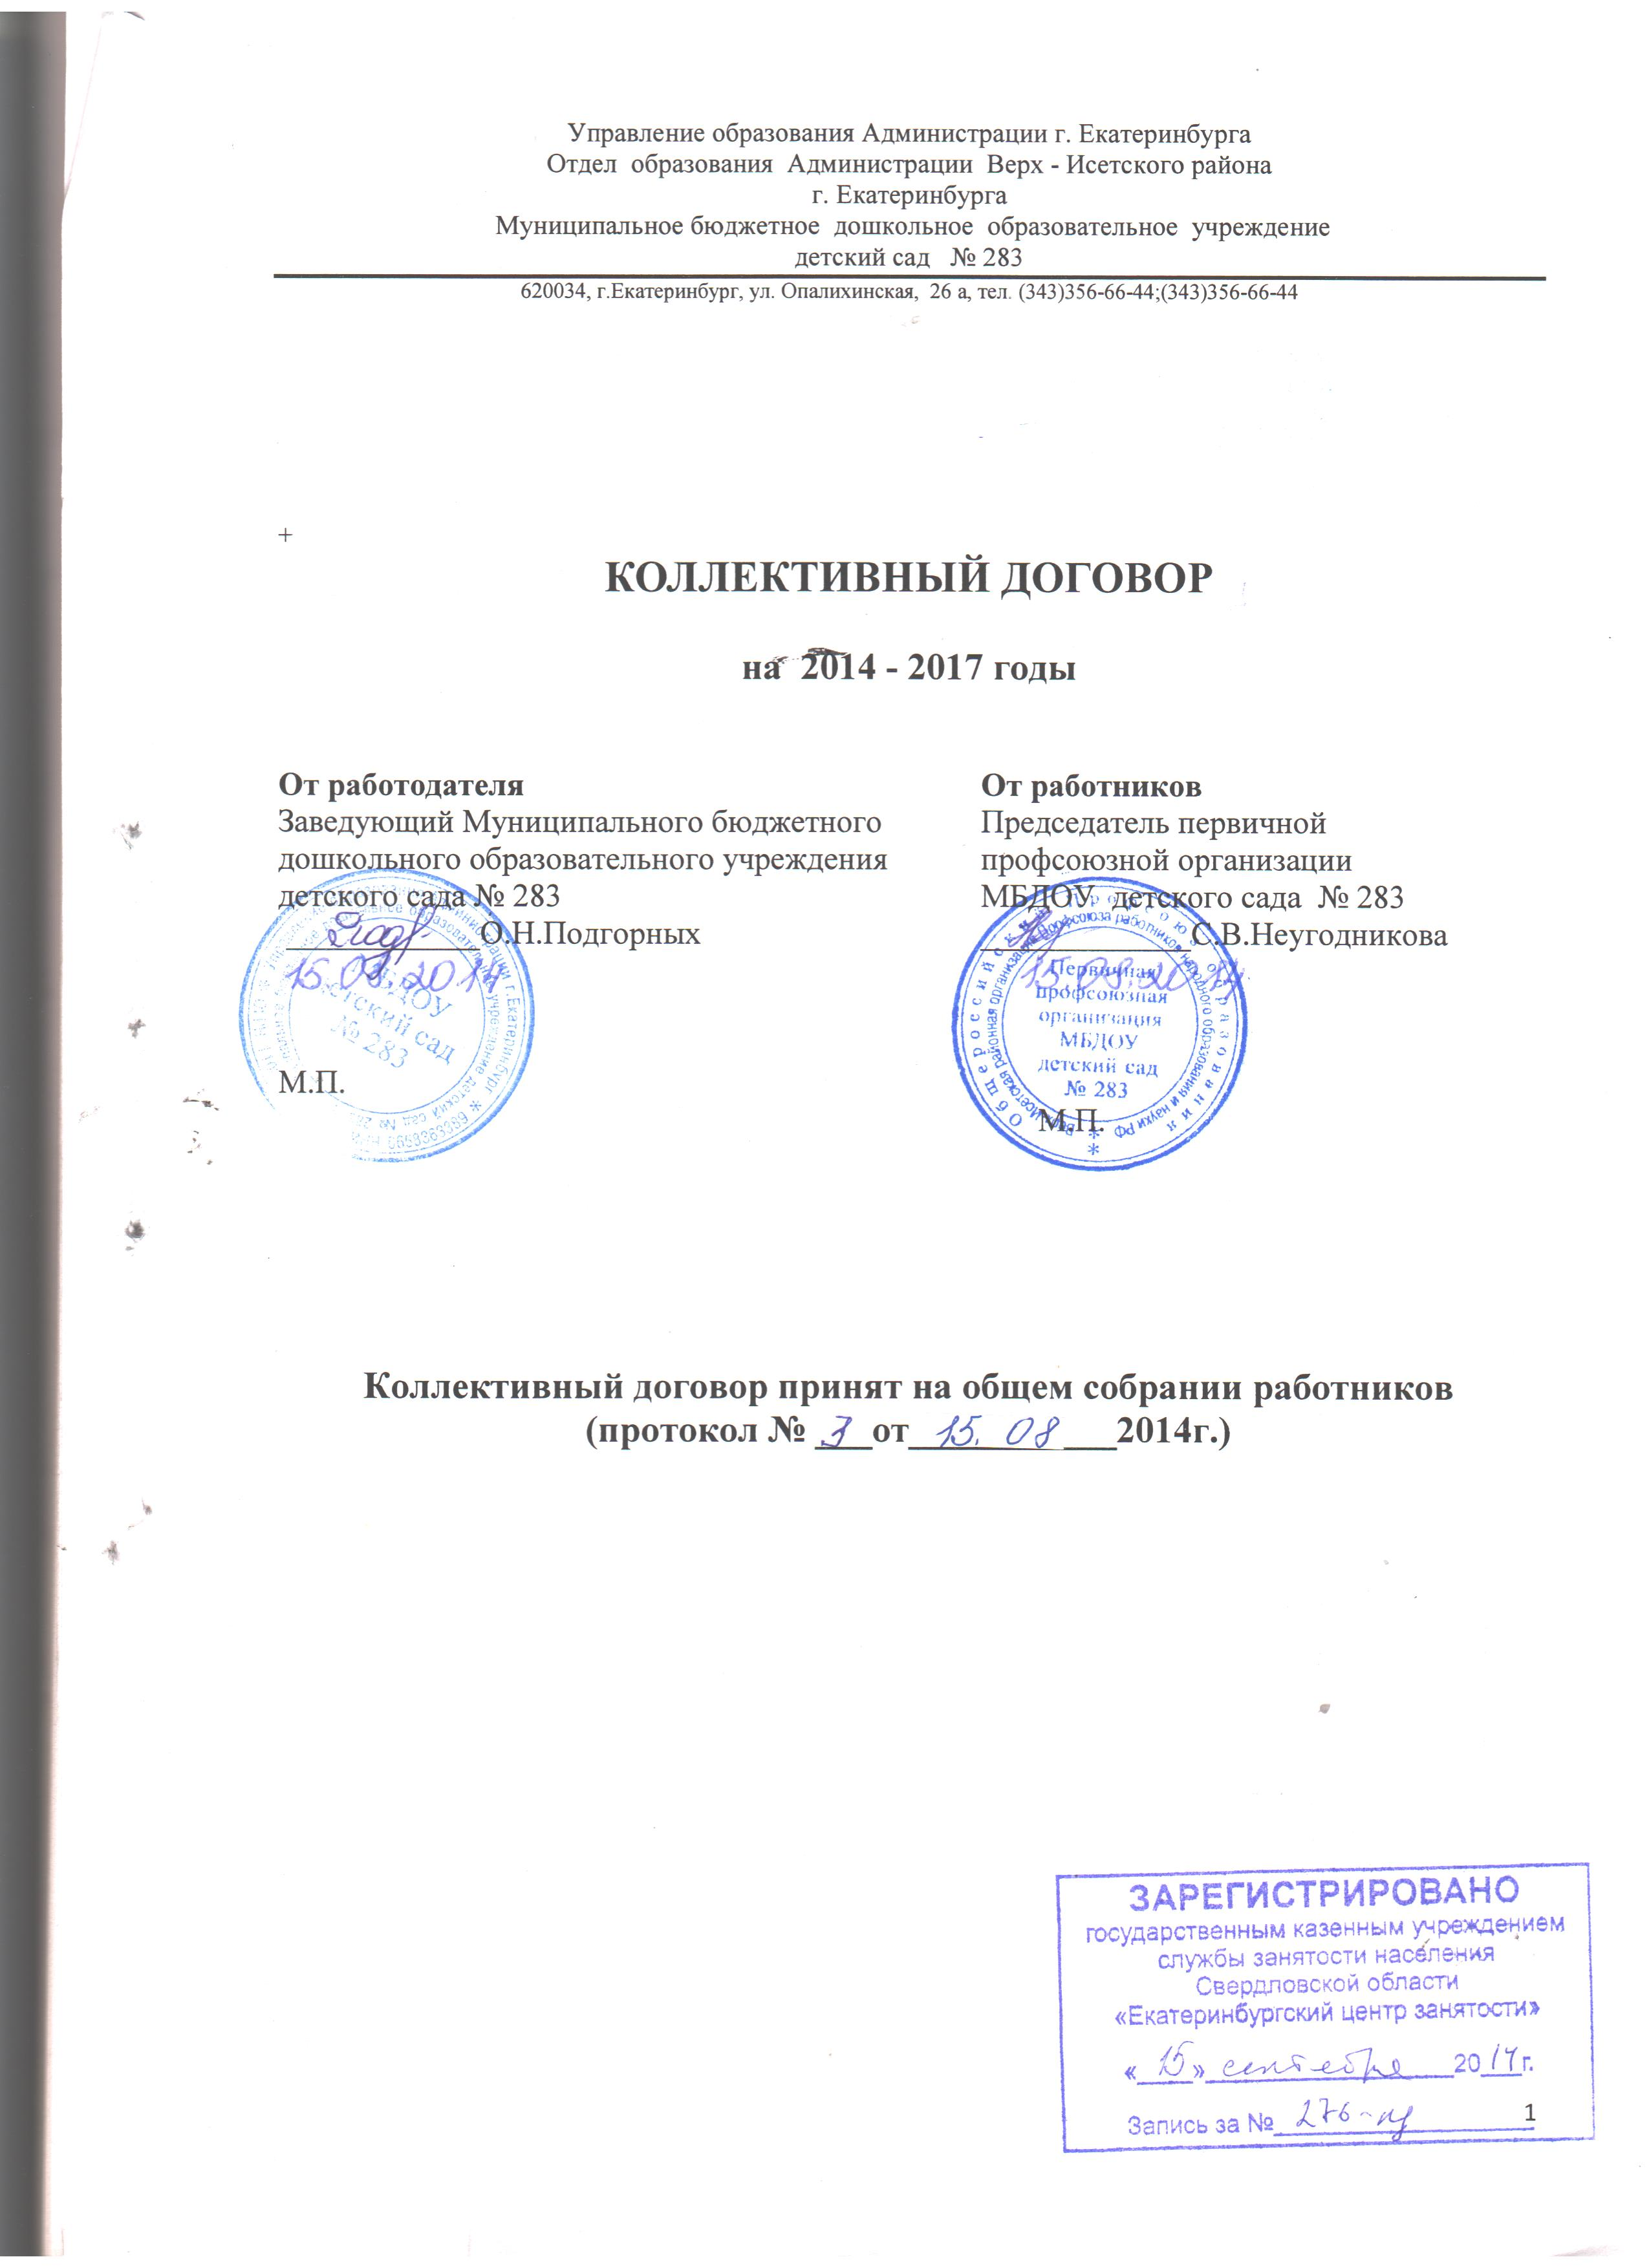 Управление образования Администрации г. Екатеринбурга
Отдел образования Администрации Верх - Исетского района
г. Екатеринбурга
Муниципальное бюджетное дошкольное образовательное учреждение
детский сад № 283
620034, г.Екатеринбург, ул. Опалихинская, 26 а, тел. (343)356-66-44;(343)356-66-44
+
КОЛЛЕКТИВНЫЙ ДОГОВОР
на 2014 - 2017 годы
От работодателя
Заведующий Муниципального бюджетного
дошкольного образовательного учреждения
детского сада № 283
О.Н.Подгорных
15.08.2014
МБДОУ
детский сад
№ 283
М.П.
От работников
Председатель первичной
профсоюзной организации
МБДОУ детского сада № 283
С.В.Неугодникова
15.08.2014
Первичная
профсоюзная
организация
МБДОУ
детский сад
№ 283
М.П.
Коллективный договор принят на общем собрании работников
(протокол № 3 от 15. 08 2014г.)
ЗАРЕГИСТРИРОВАНО
государственным казенным учреждением
службы занятости населения
Свердловской области
«Екатеринбургский центр занятости»
«15» сентября 2014г.
Запись за № 276-
1